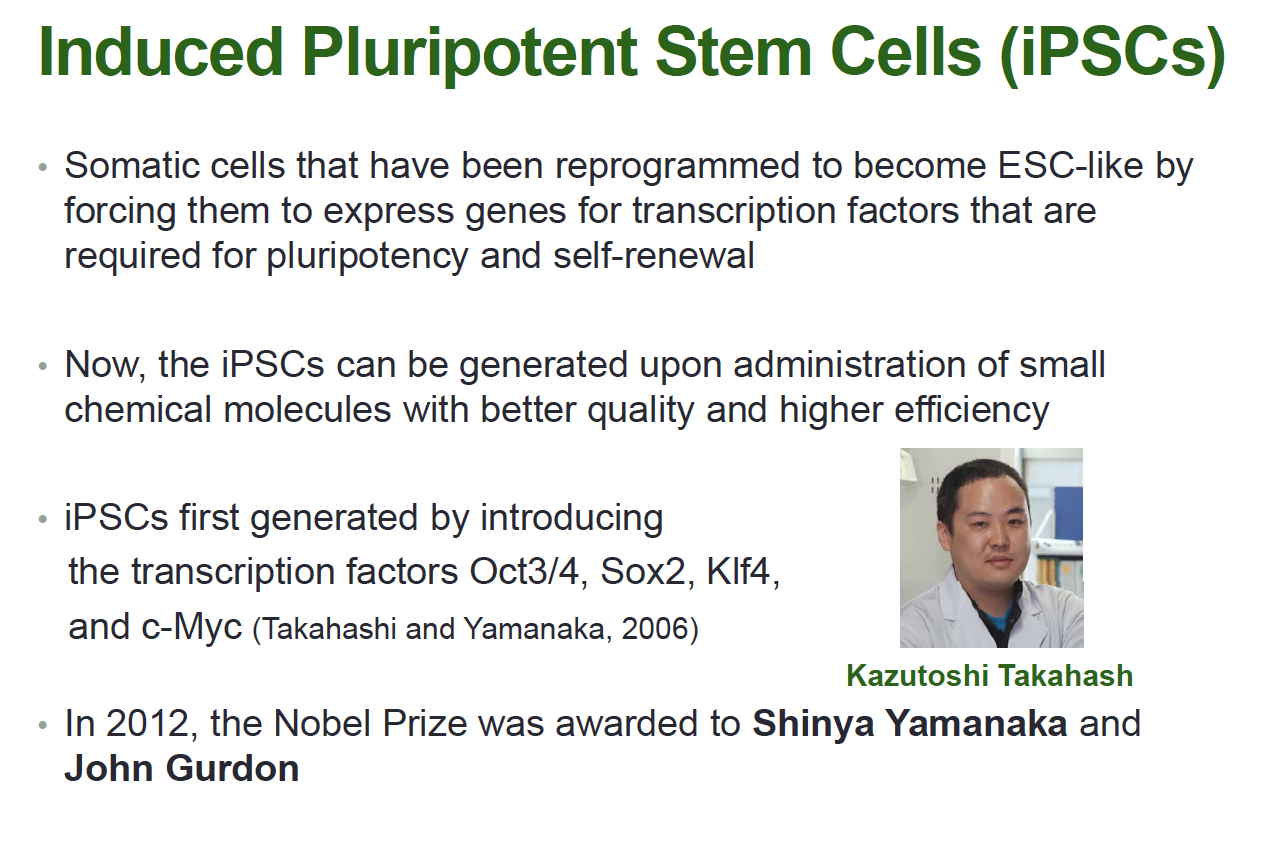 Induced Pluripotent Stem Cells (iPSCs)
• Somatic cells that have been reprogrammed to become ESC-like by
forcing them to express genes for transcription factors that are
required for pluripotency and self-renewal
• Now, the iPSCs can be generated upon administration of small
chemical molecules with better quality and higher efficiency
• iPSCs first generated by introducing
the transcription factors Oct3/4, Sox2, Klf4,
and c-Myc (Takahashi and Yamanaka, 2006)
Kazutoshi Takahash
• In 2012, the Nobel Prize was awarded to Shinya Yamanaka and
John Gurdon